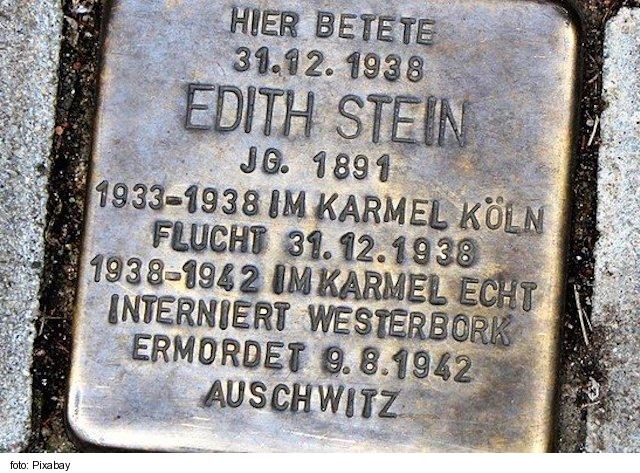 HIER BETETE
31.12. 1938
EDITH STEIN
JG. 1891
1933-1938 IM KARMEL KÖLN
FLUCHT 31.12.1938
1938-1942 IM KARMEL ECHT
INTERNIERT WESTERBORK
ERMORDET 9.8.1942
AUSCHWITZ
foto: Pixabay